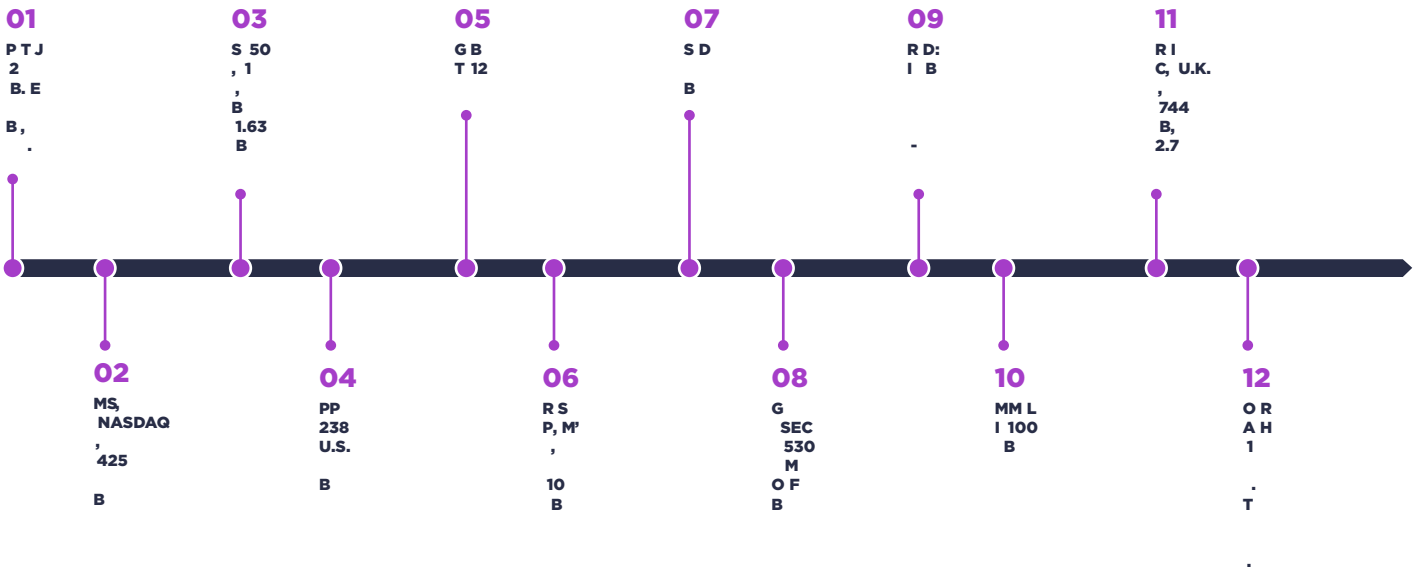 01
P T J
2
B. E
B ,
.
03
S 50
, 1
,
B
1.63
B
05
G B
T 12
07
S D
B
09
R D:
I B
-
11
R I
C, U.K.
,
744
B,
2.7
02
MS,
NASDAQ
,
425
B
04
PP
238
U.S.
B
06
R S
P, M’
,
10
B
08
G
SEC
530
M
O F
B
10
MM L
I 100
B
12
O R
A H
1
.
T
.